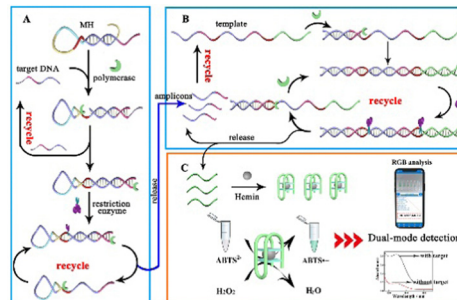 A
MH
target DNA
polymerase
recycle
restriction
enzyme
recycle
release
B
template
recycle
amplicons
recycle
release
C
Hemin
ABTS²⁻
ABTS•−
H₂O₂
H₂O
RGB analysis
Dual-mode detection
with target
without target